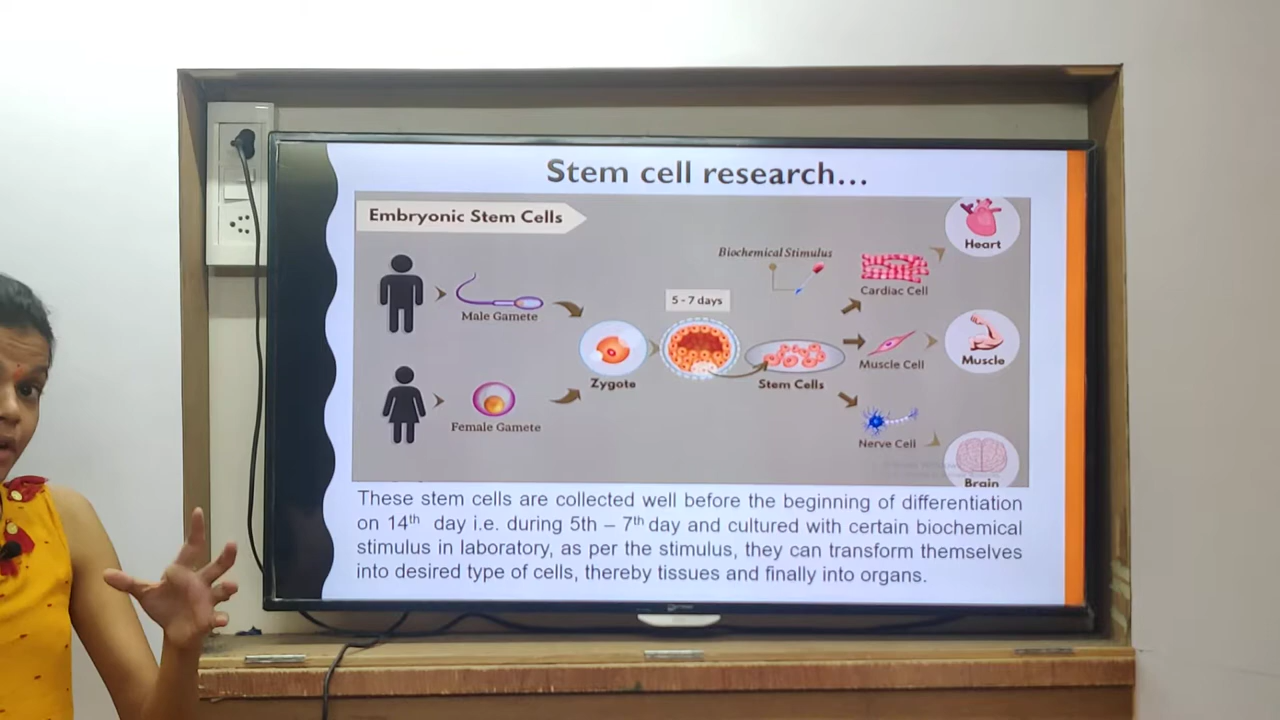 Stem cell research...
Embryonic Stem Cells
Heart
Biochemical Stimulus
Cardiac Cell
5 - 7 days
Male Gamete
Muscle Cell
Muscle
Zygote
Stem Cells
Female Gamete
Nerve Cell
Brain
These stem cells are collected well before the beginning of differentiation
on 14th day i.e. during 5th – 7th day and cultured with certain biochemical
stimulus in laboratory, as per the stimulus, they can transform themselves
into desired type of cells, thereby tissues and finally into organs.